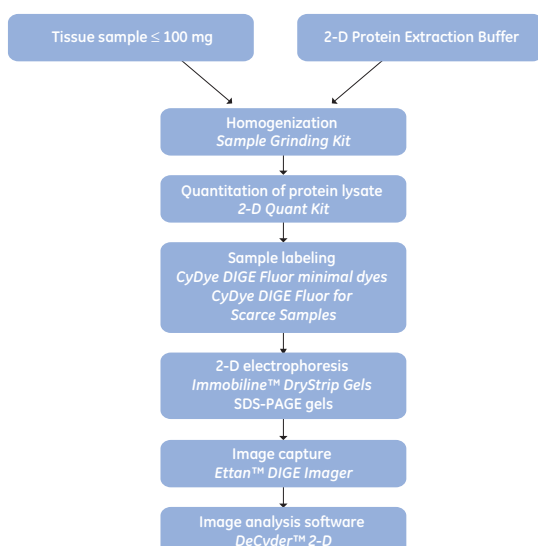 Tissue sample ≤ 100 mg
2-D Protein Extraction Buffer
Homogenization
Sample Grinding Kit
Quantitation of protein lysate
2-D Quant Kit
Sample labeling
CyDye DIGE Fluor minimal dyes
CyDye DIGE Fluor for
Scarce Samples
2-D electrophoresis
Immobiline™ DryStrip Gels
SDS-PAGE gels
Image capture
Ettan™ DIGE Imager
Image analysis software
DeCyder™ 2-D